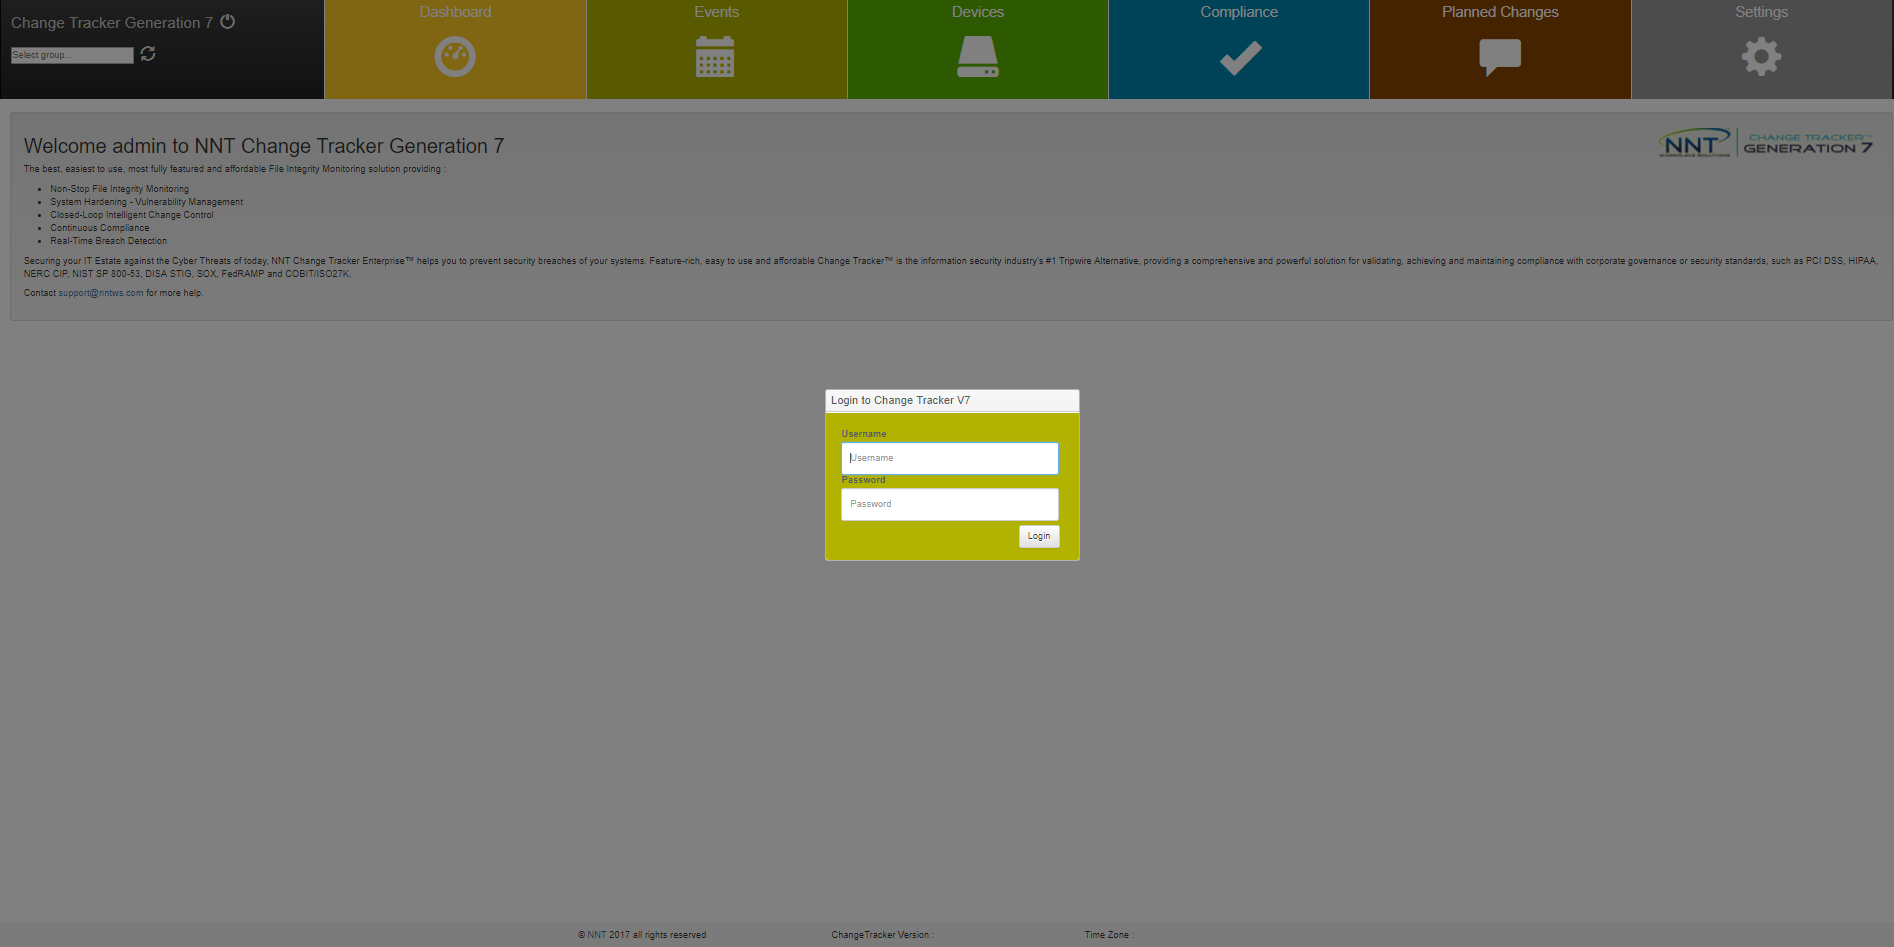 Change Tracker Generation 7
Select group...
Dashboard
Events
Devices
Compliance
Planned Changes
Settings
Welcome admin to NNT Change Tracker Generation 7
NNT
WORKPLACE SOLUTIONS
CHANGE TRACKER™
GENERATION 7
The best, easiest to use, most fully featured and affordable File Integrity Monitoring solution providing :
Non-Stop File Integrity Monitoring
System Hardening - Vulnerability Management
Closed-Loop Intelligent Change Control
Continuous Compliance
Real-Time Breach Detection
Securing your IT Estate against the Cyber Threats of today, NNT Change Tracker Enterprise™ helps you to prevent security breaches of your systems. Feature-rich, easy to use and affordable Change Tracker™ is the information security industry's #1 Tripwire Alternative, providing a comprehensive and powerful solution for validating, achieving and maintaining compliance with corporate governance or security standards, such as PCI DSS, HIPAA,
NERC CIP, NIST SP 800-53, DISA STIG, SOX, FedRAMP and COBIT/ISO27K.
Contact support@nntws.com for more help.
Login to Change Tracker V7
Username
Username
Password
Password
Login
© NNT 2017 all rights reserved
ChangeTracker Version :
Time Zone :